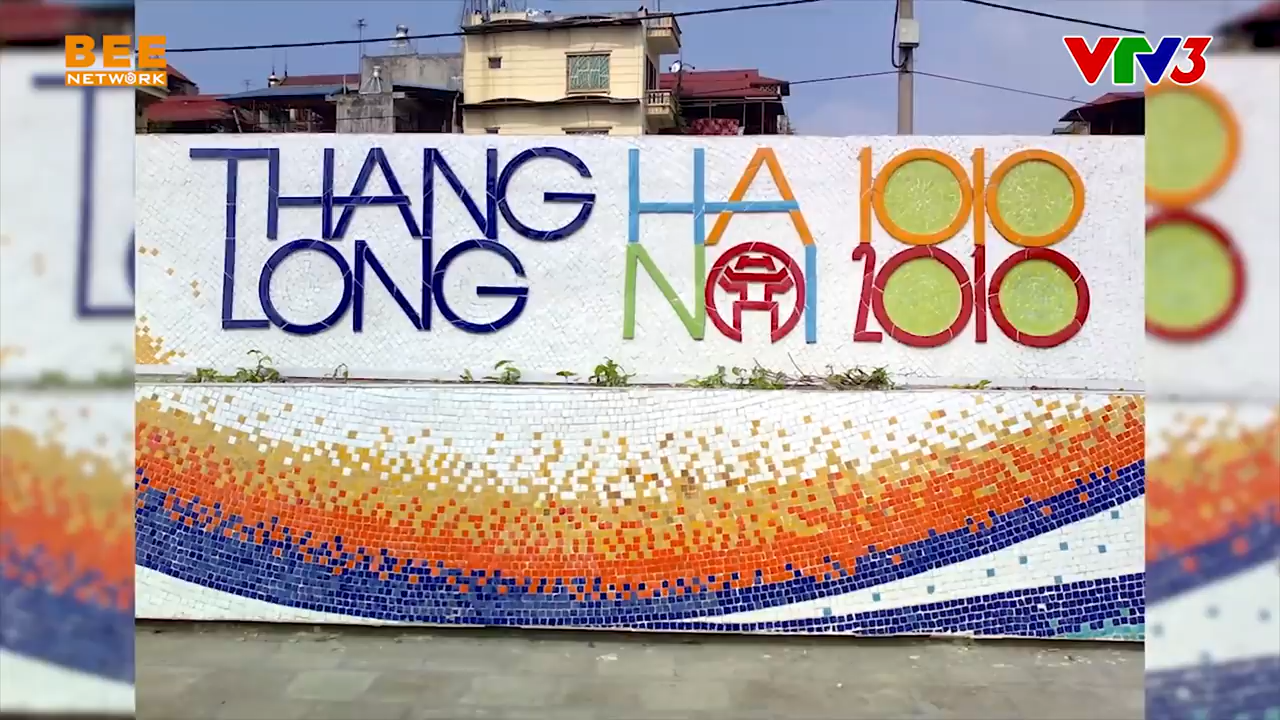 BEE
NETWORK
VTV3
THANG HA 1010
LONG NOI 2010